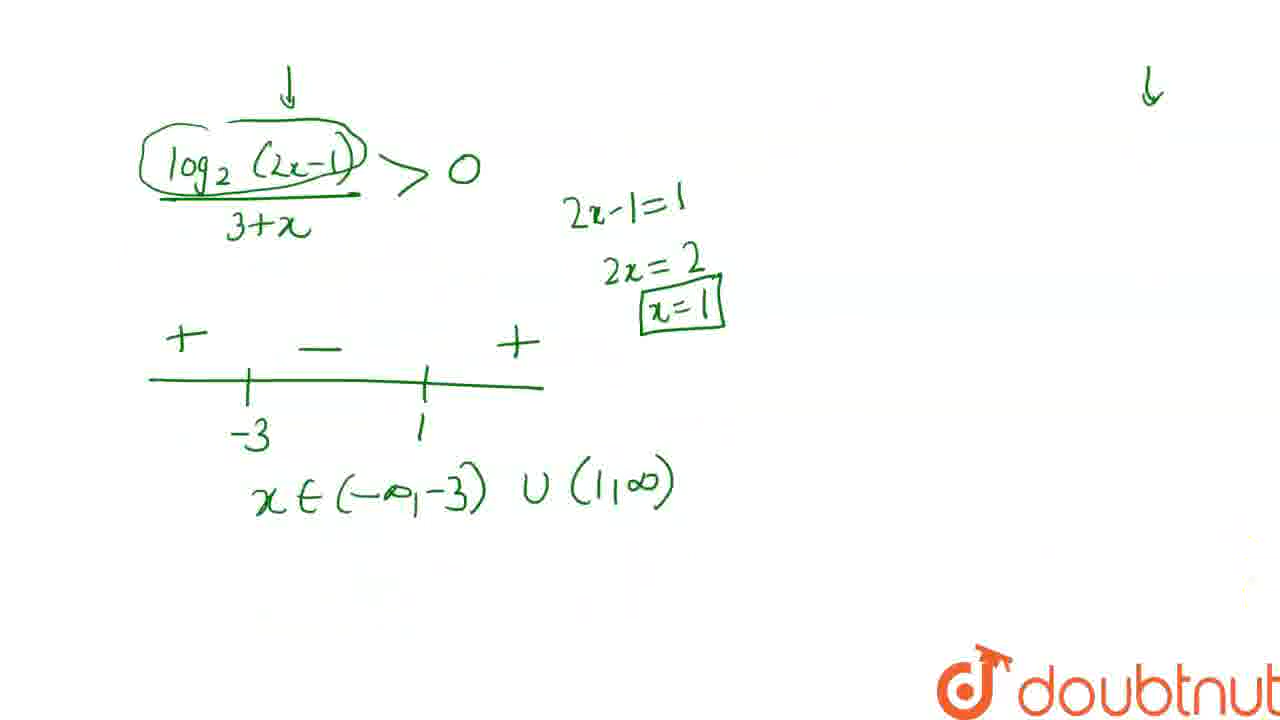 log₂ (2x-1) > 0
3+x
2x-1=1
2x=2
x=1
+ - +
-3 1
x ∈ (-∞,-3) ∪ (1,∞)
doubtnut